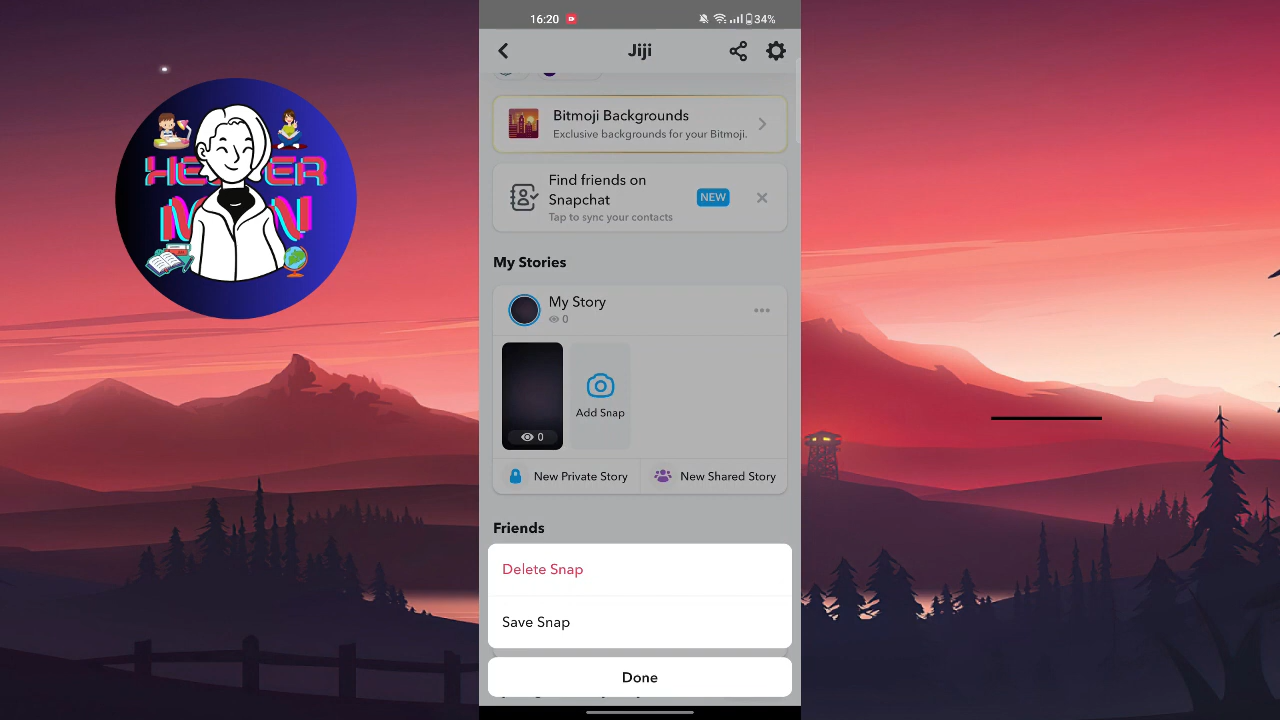 16:20
34%
Jiji
Bitmoji Backgrounds
Exclusive backgrounds for your Bitmoji.
Find friends on
Snapchat
NEW
Tap to sync your contacts
My Stories
My Story
0
Add Snap
0
New Private Story
New Shared Story
Friends
Delete Snap
Save Snap
Done